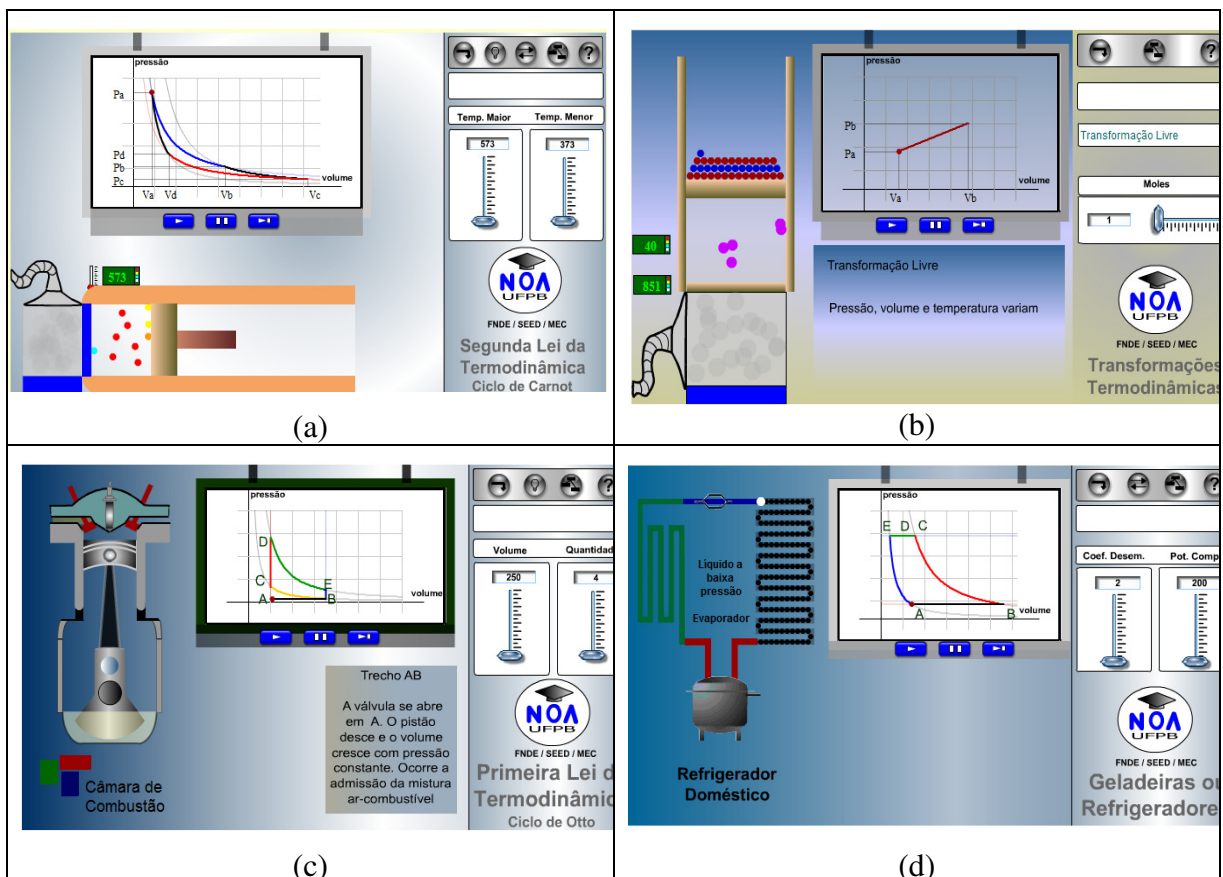 pressão
Pa
Pd
Pb
Pc
Va
Vd
Vb
Vc
volume
573
?
Temp. Maior
Temp. Menor
573
373
NOA
UFPB
FNDE / SEED / MEC
Segunda Lei da
Termodinâmica
Ciclo de Carnot
(a)
pressão
Pb
Pa
Va
Vb
volume
40
851
Transformação Livre
Pressão, volume e temperatura variam
?
Transformação Livre
Moles
1
NOA
UFPB
FNDE / SEED / MEC
Transformações
Termodinâmicas
(b)
pressão
D
C
E
A
B
volume
Trecho AB
A válvula se abre
em A. O pistão
desce e o volume
cresce com pressão
constante. Ocorre a
admissão da mistura
ar-combustível
Câmara de
Combustão
?
Volume
Quantidad
250
4
NOA
UFPB
FNDE / SEED / MEC
Primeira Lei d
Termodinâmic
Ciclo de Otto
(c)
Líquido a
baixa
pressão
Evaporador
Refrigerador
Doméstico
pressão
E D C
A
B
volume
?
Coef. Desem.
Pot. Comp
2
200
NOA
UFPB
FNDE / SEED / MEC
Geladeiras ou
Refrigeradore
(d)